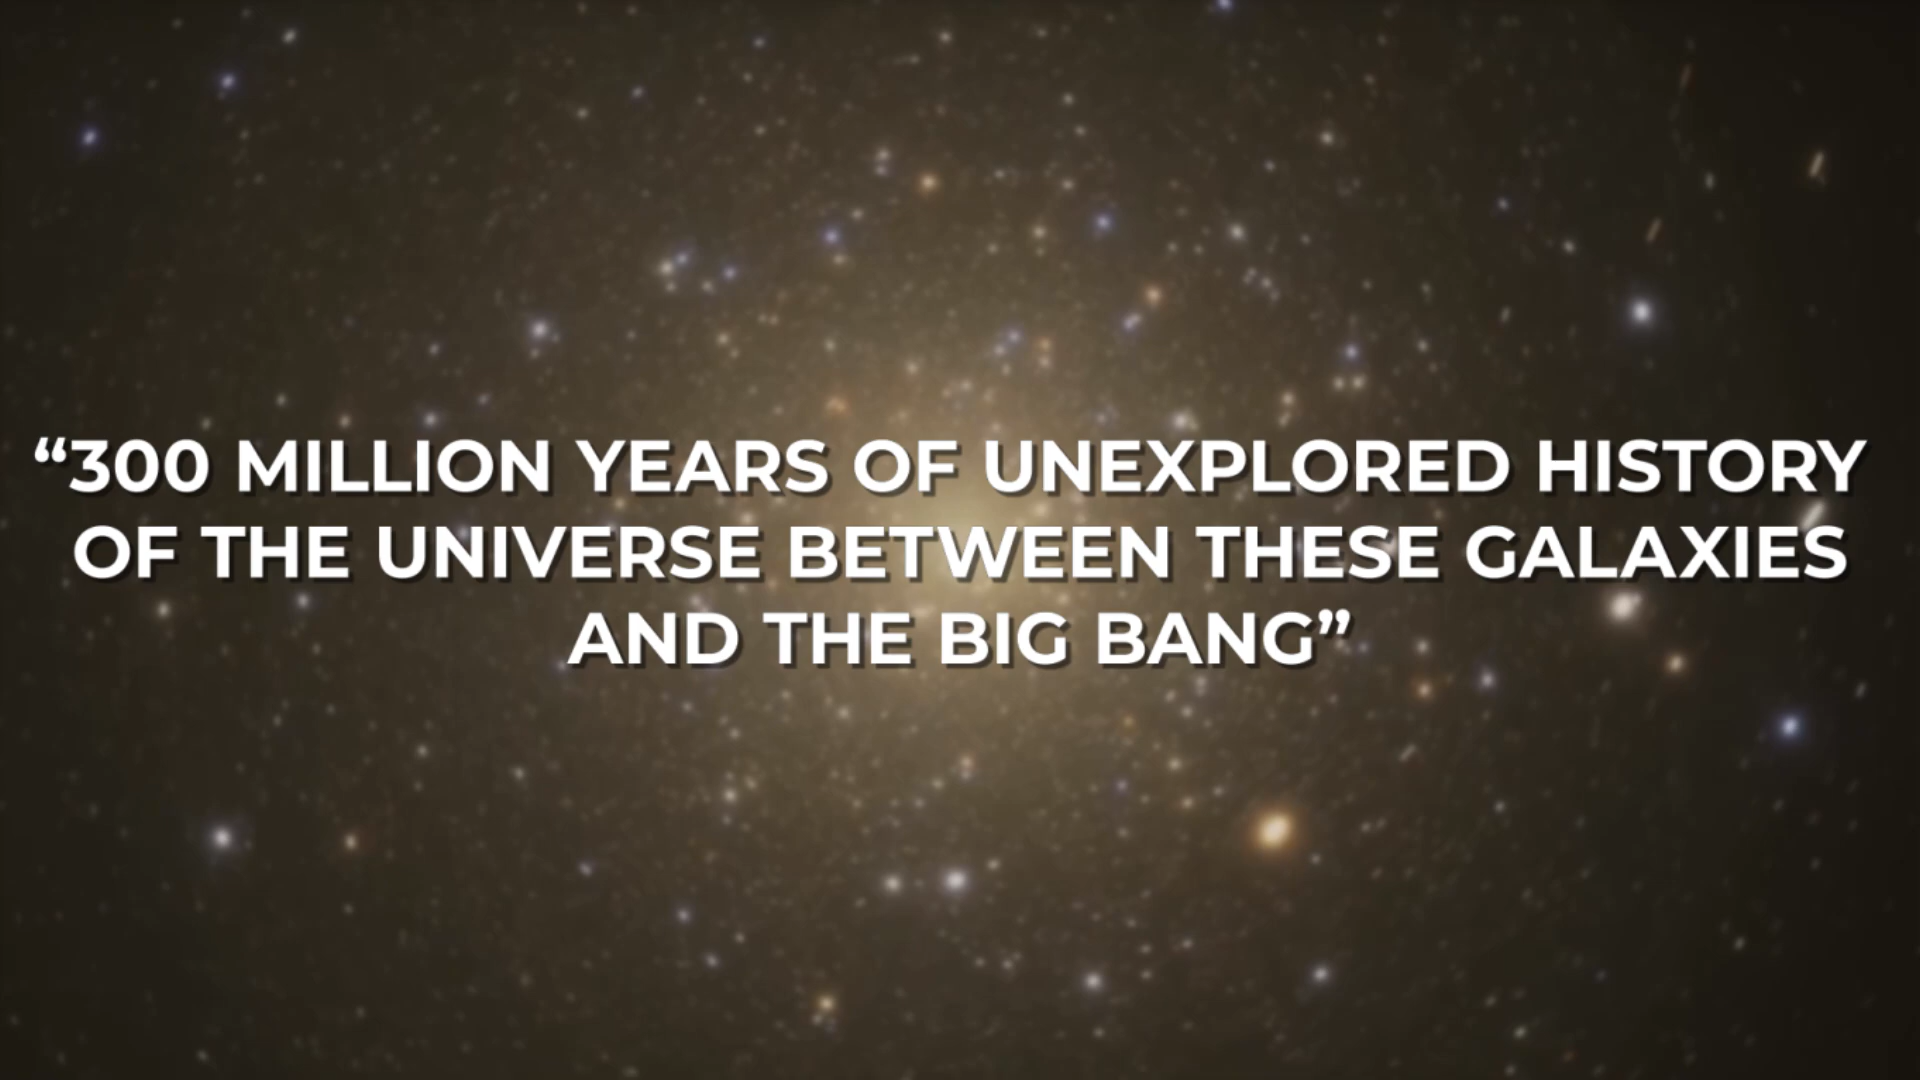 “300 MILLION YEARS OF UNEXPLORED HISTORY
OF THE UNIVERSE BETWEEN THESE GALAXIES
AND THE BIG BANG”